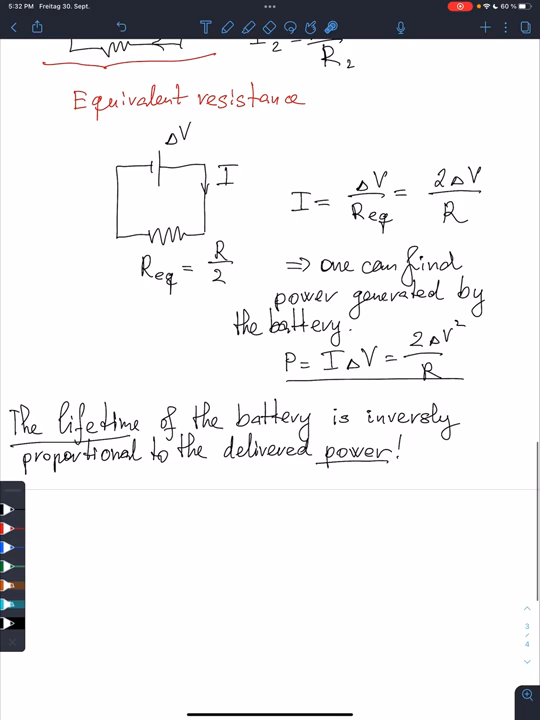 5:32 PM Freitag 30. Sept.
60 %
I₂ =
R₂
Equivalent resistance
ΔV
I
Req = R/2
I = ΔV/Req = 2ΔV/R
⇒ one can find
power generated by
the battery.
P = I ΔV = 2ΔV²/R
The lifetime of the battery is inversly
proportional to the delivered power!
3
/
4